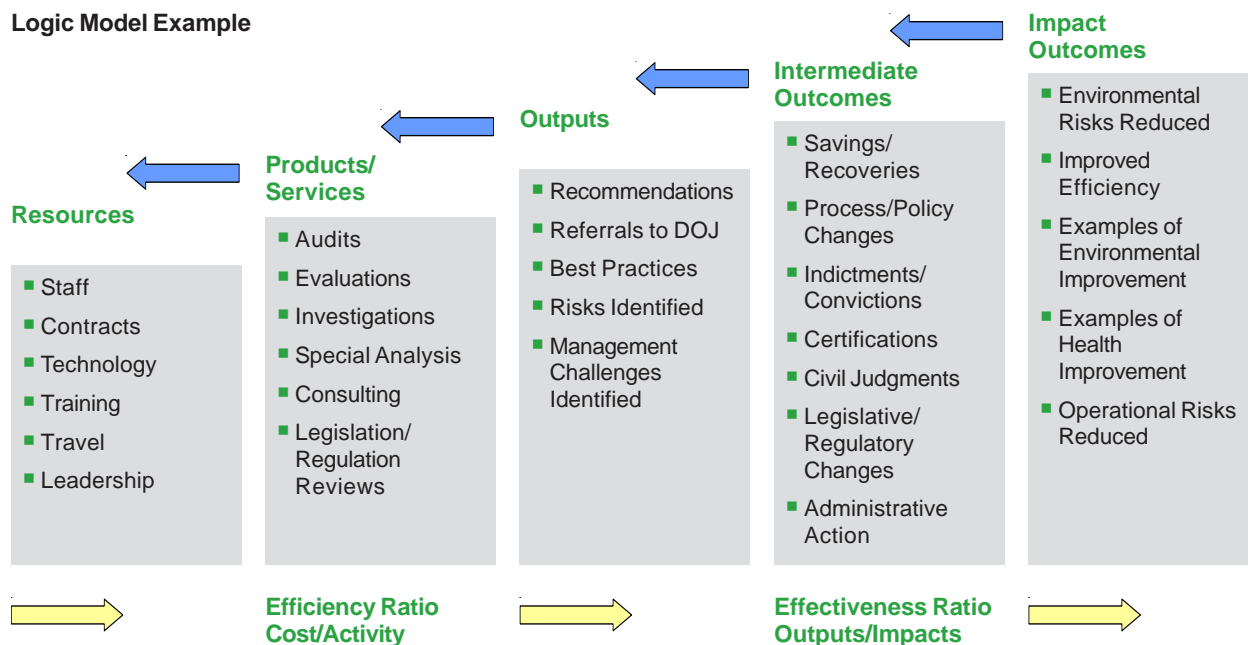 Logic Model Example
Resources
Staff
Contracts
Technology
Training
Travel
Leadership
Products/
Services
Audits
Evaluations
Investigations
Special Analysis
Consulting
Legislation/
Regulation
Reviews
Outputs
Recommendations
Referrals to DOJ
Best Practices
Risks Identified
Management
Challenges
Identified
Intermediate
Outcomes
Savings/
Recoveries
Process/Policy
Changes
Indictments/
Convictions
Certifications
Civil Judgments
Legislative/
Regulatory
Changes
Administrative
Action
Impact
Outcomes
Environmental
Risks Reduced
Improved
Efficiency
Examples of
Environmental
Improvement
Examples of
Health
Improvement
Operational Risks
Reduced
Efficiency Ratio
Cost/Activity
Effectiveness Ratio
Outputs/Impacts